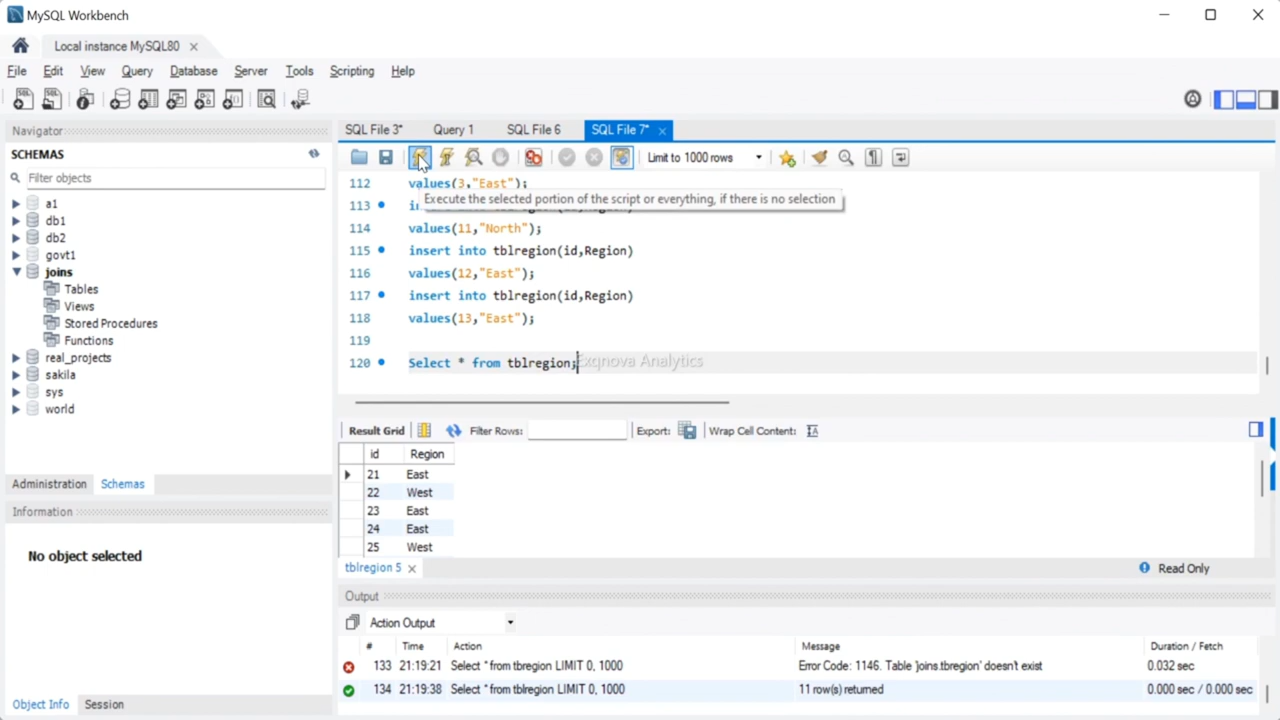 MySQL Workbench
Local instance MySQL80
File Edit View Query Database Server Tools Scripting Help
Navigator
SCHEMAS
Filter objects
a1
db1
db2
govt1
joins
Tables
Views
Stored Procedures
Functions
real_projects
sakila
sys
world
Administration Schemas
Information
No object selected
Object Info Session
SQL File 3* Query 1 SQL File 6 SQL File 7*
Limit to 1000 rows
112 values(3,"East");
Execute the selected portion of the script or everything, if there is no selection
113
114 values(11,"North");
115 insert into tblregion(id,Region)
116 values(12,"East");
117 insert into tblregion(id,Region)
118 values(13,"East");
119
120 Select * from tblregion;
Exqnova Analytics
Result Grid Filter Rows: Export: Wrap Cell Content:
id Region
21 East
22 West
23 East
24 East
25 West
tblregion 5 Read Only
Output
Action Output
# Time Action Message Duration / Fetch
133 21:19:21 Select * from tbregion LIMIT 0, 1000 Error Code: 1146. Table 'joins.tbregion' doesn't exist 0.032 sec
134 21:19:38 Select * from tblregion LIMIT 0, 1000 11 row(s) returned 0.000 sec / 0.000 sec